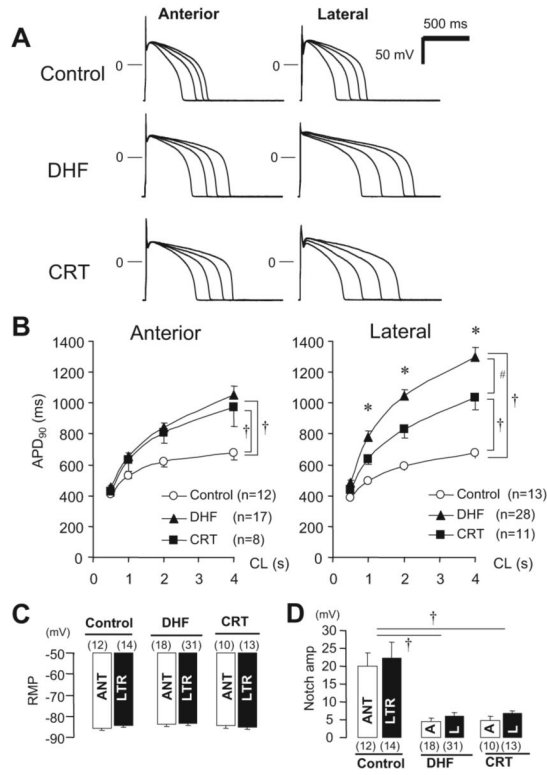 A
Anterior
Lateral
500 ms
50 mV
Control
0
0
DHF
0
0
CRT
0
0
B
Anterior
Lateral
APD90 (ms)
1400
1200
1000
800
600
400
200
0
0 1 2 3 4
CL (s)
Control (n=12)
DHF (n=17)
CRT (n=8)
† †
1400
1200
1000
800
600
400
200
0
0 1 2 3 4
CL (s)
Control (n=13)
DHF (n=28)
CRT (n=11)
* * *
# † †
C
(mV)
Control DHF CRT
(12) (14) (18) (31) (10) (13)
RMP
-50
-60
-70
-80
-90
ANT LTR ANT LTR ANT LTR
D
(mV)
Notch amp
30
25
20
15
10
5
0
†
†
ANT LTR A L A L
(12) (14) (18) (31) (10) (13)
Control DHF CRT